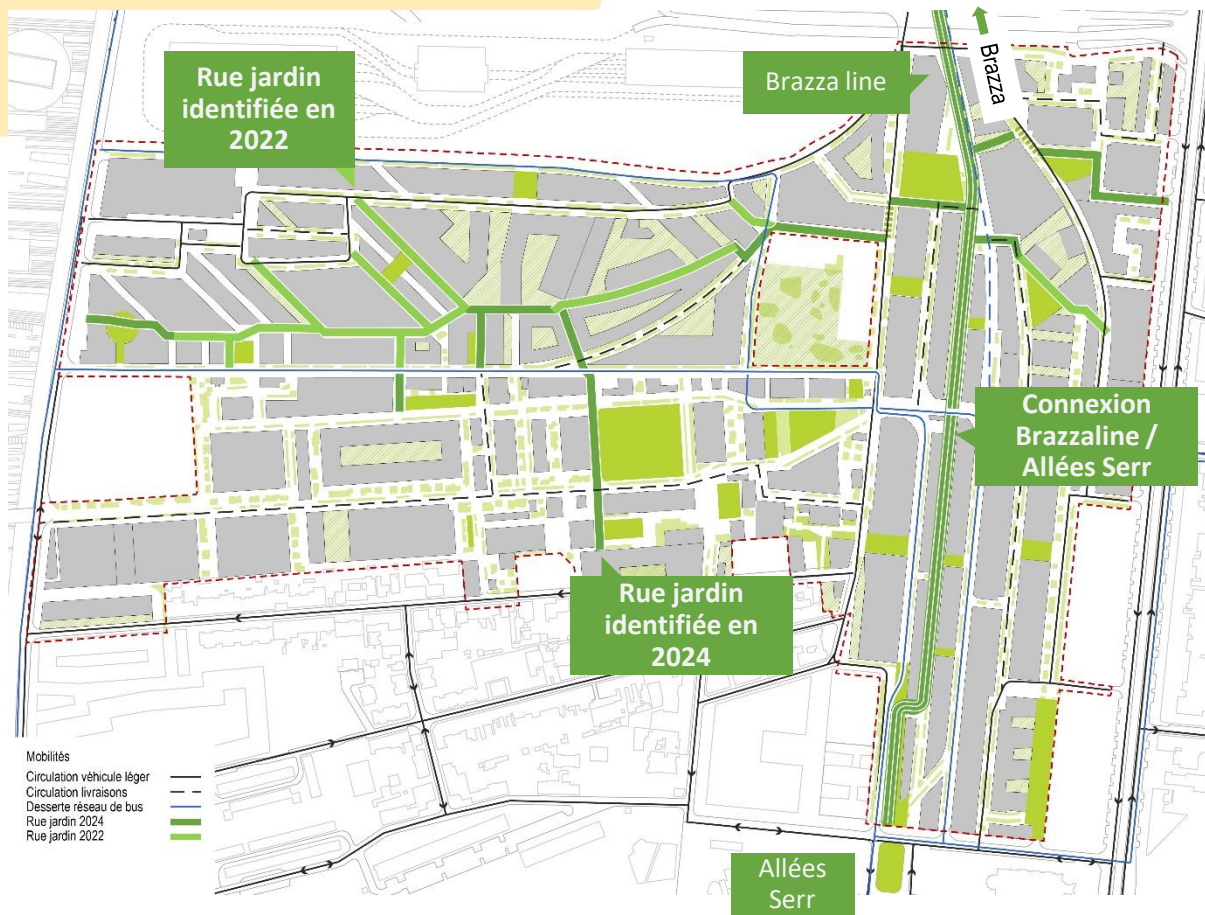 Rue jardin
identifiée en
2022
Brazza line
Brazza
Connexion
Brazzaline /
Allées Serr
Rue jardin
identifiée en
2024
Mobilités
Circulation véhicule léger
Circulation livraisons
Desserte réseau de bus
Rue jardin 2024
Rue jardin 2022
Allées
Serr